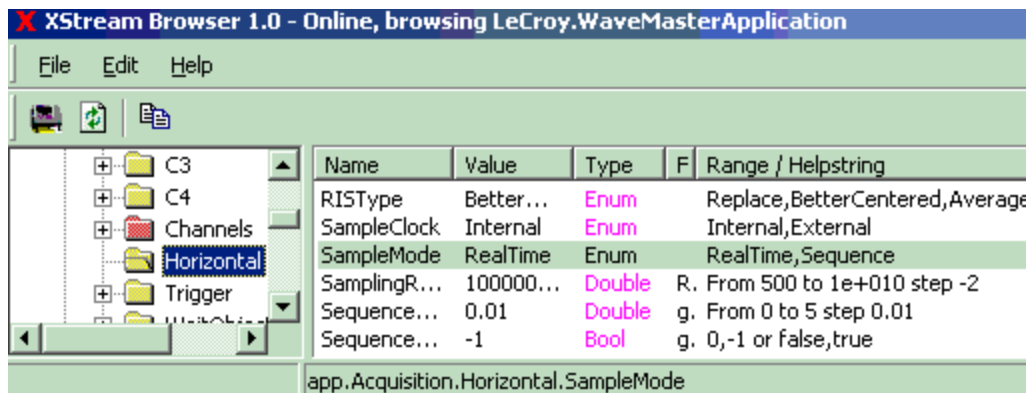 XStream Browser 1.0 - Online, browsing LeCroy.WaveMasterApplication
File Edit Help
C3
C4
Channels
Horizontal
Trigger
Name Value Type F Range / Helpstring
RISType Better... Enum Replace,BetterCentered,Average
SampleClock Internal Enum Internal,External
SampleMode RealTime Enum RealTime,Sequence
SamplingR... 100000... Double R. From 500 to 1e+010 step -2
Sequence... 0.01 Double g. From 0 to 5 step 0.01
Sequence... -1 Bool g. 0,-1 or false,true
app.Acquisition.Horizontal.SampleMode